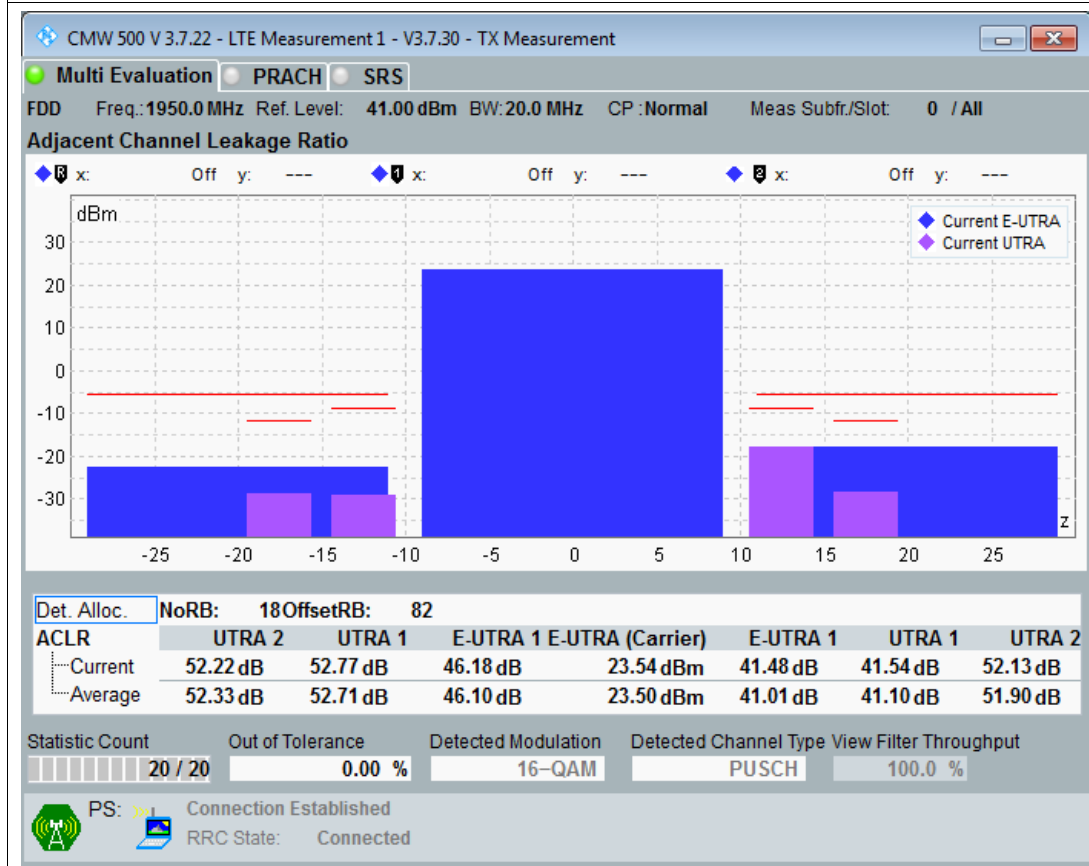 CMW 500 V 3.7.22 - LTE Measurement 1 - V3.7.30 - TX Measurement
Multi Evaluation PRACH SRS
FDD Freq.: 1950.0 MHz Ref. Level: 41.00 dBm BW: 20.0 MHz CP : Normal Meas Subfr./Slot: 0 / All
Adjacent Channel Leakage Ratio
R x: Off y: --- 1 x: Off y: --- 2 x: Off y: ---
dBm
Current E-UTRA
Current UTRA
30
20
10
0
-10
-20
-30
z
-25 -20 -15 -10 -5 0 5 10 15 20 25
Det. Alloc. NoRB: 18 OffsetRB: 82
ACLR UTRA 2 UTRA 1 E-UTRA 1 E-UTRA (Carrier) E-UTRA 1 UTRA 1 UTRA 2
Current 52.22 dB 52.77 dB 46.18 dB 23.54 dBm 41.48 dB 41.54 dB 52.13 dB
Average 52.33 dB 52.71 dB 46.10 dB 23.50 dBm 41.01 dB 41.10 dB 51.90 dB
Statistic Count Out of Tolerance Detected Modulation Detected Channel Type View Filter Throughput
20 / 20 0.00 % 16-QAM PUSCH 100.0 %
PS: Connection Established
RRC State: Connected